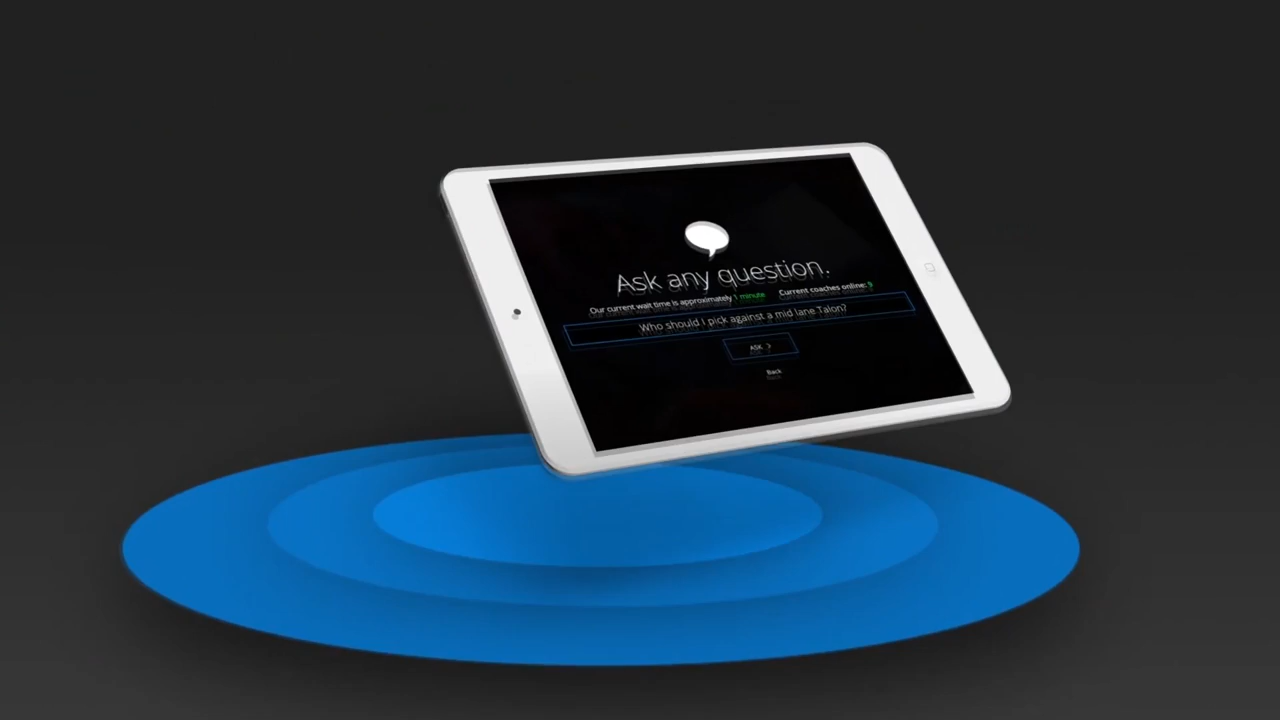 Ask any question.
Our current wait time is approximately 1 minute Current coaches online: 9
Who should I pick against a mid lane Talon?
ASK >
Back